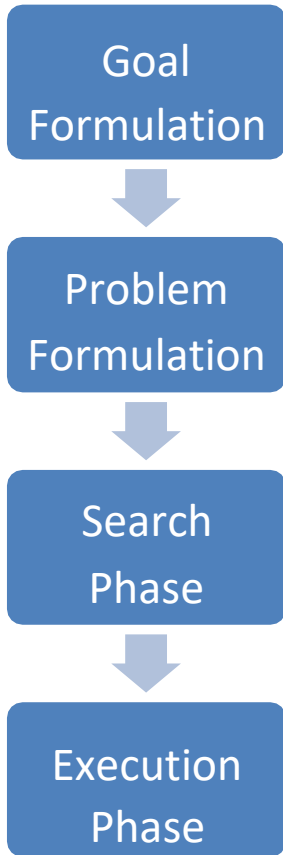 Goal
Formulation
Problem
Formulation
Search
Phase
Execution
Phase